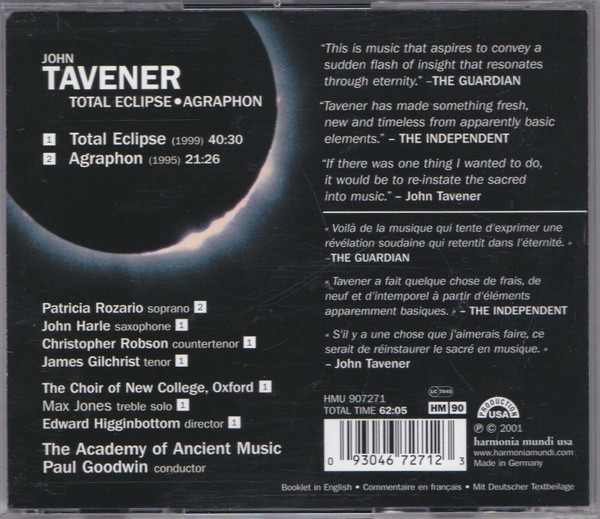 JOHN
TAVENER
TOTAL ECLIPSE • AGRAPHON
1 Total Eclipse (1999) 40:30
2 Agraphon (1995) 21:26
Patricia Rozario soprano 2
John Harle saxophone 1
Christopher Robson countertenor 1
James Gilchrist tenor 1
The Choir of New College, Oxford 1
Max Jones treble solo 1
Edward Higginbottom director 1
The Academy of Ancient Music
Paul Goodwin conductor
“This is music that aspires to convey a
sudden flash of insight that resonates
through eternity.” –THE GUARDIAN
“Tavener has made something fresh,
new and timeless from apparently basic
elements.” – THE INDEPENDENT
“If there was one thing I wanted to do,
it would be to re-instate the sacred
into music.” – John Tavener
« Voilà de la musique qui tente d'exprimer une
révélation soudaine qui retentit dans l'éternité. »
–THE GUARDIAN
« Tavener a fait quelque chose de frais, de
neuf et d'intemporel à partir d'éléments
apparemment basiques. » – THE INDEPENDENT
« S'il y a une chose que j'aimerais faire, ce
serait de réinstaurer le sacré en musique. »
– John Tavener
HMU 907271
TOTAL TIME 62:05
LC 7045
HM 90
PRODUCTION
USA
℗ © 2001
harmonia mundi usa
www.harmoniamundi.com
Made in Germany
0 93046 72712 3
Booklet in English • Commentaire en français • Mit Deutscher Textbeilage